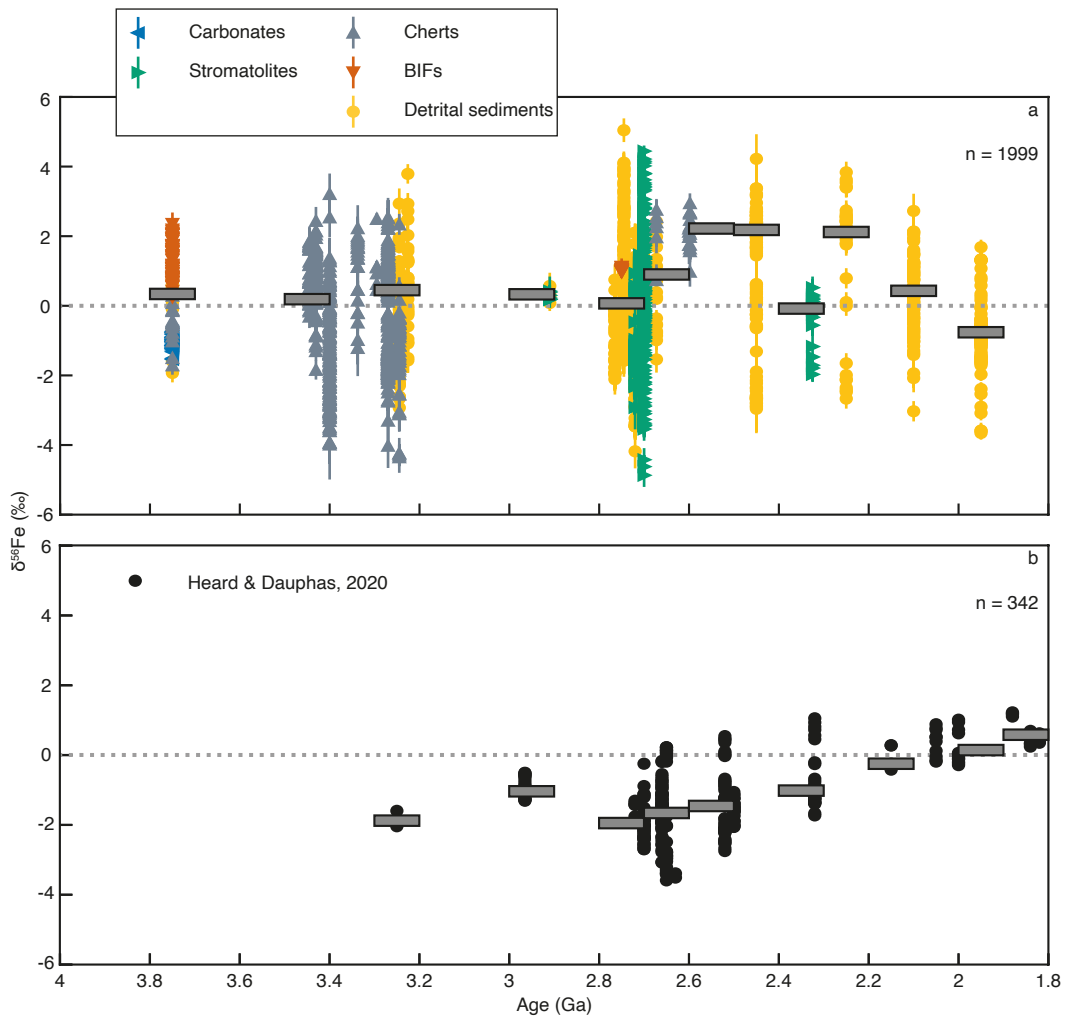 Carbonates
Cherts
Stromatolites
BIFs
Detrital sediments
6
a
n = 1999
4
2
0
-2
-4
-6
δ⁵⁶Fe (‰)
6
b
Heard & Dauphas, 2020
n = 342
4
2
0
-2
-4
-6
4 3.8 3.6 3.4 3.2 3 2.8 2.6 2.4 2.2 2 1.8
Age (Ga)